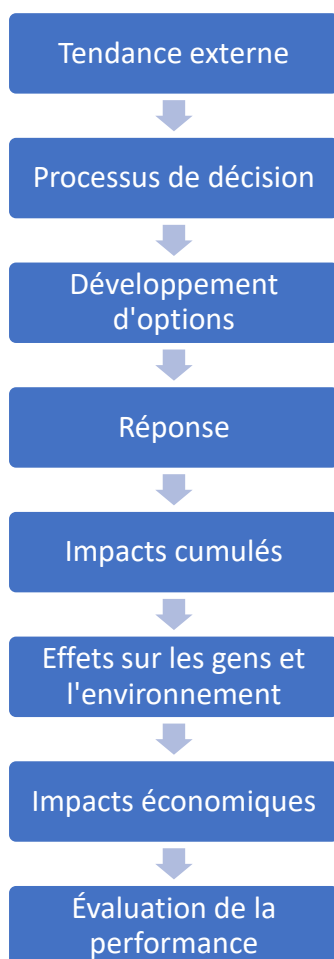 Tendance externe
Processus de décision
Développement
d'options
Réponse
Impacts cumulés
Effets sur les gens et
l'environnement
Impacts économiques
Évaluation de la
performance